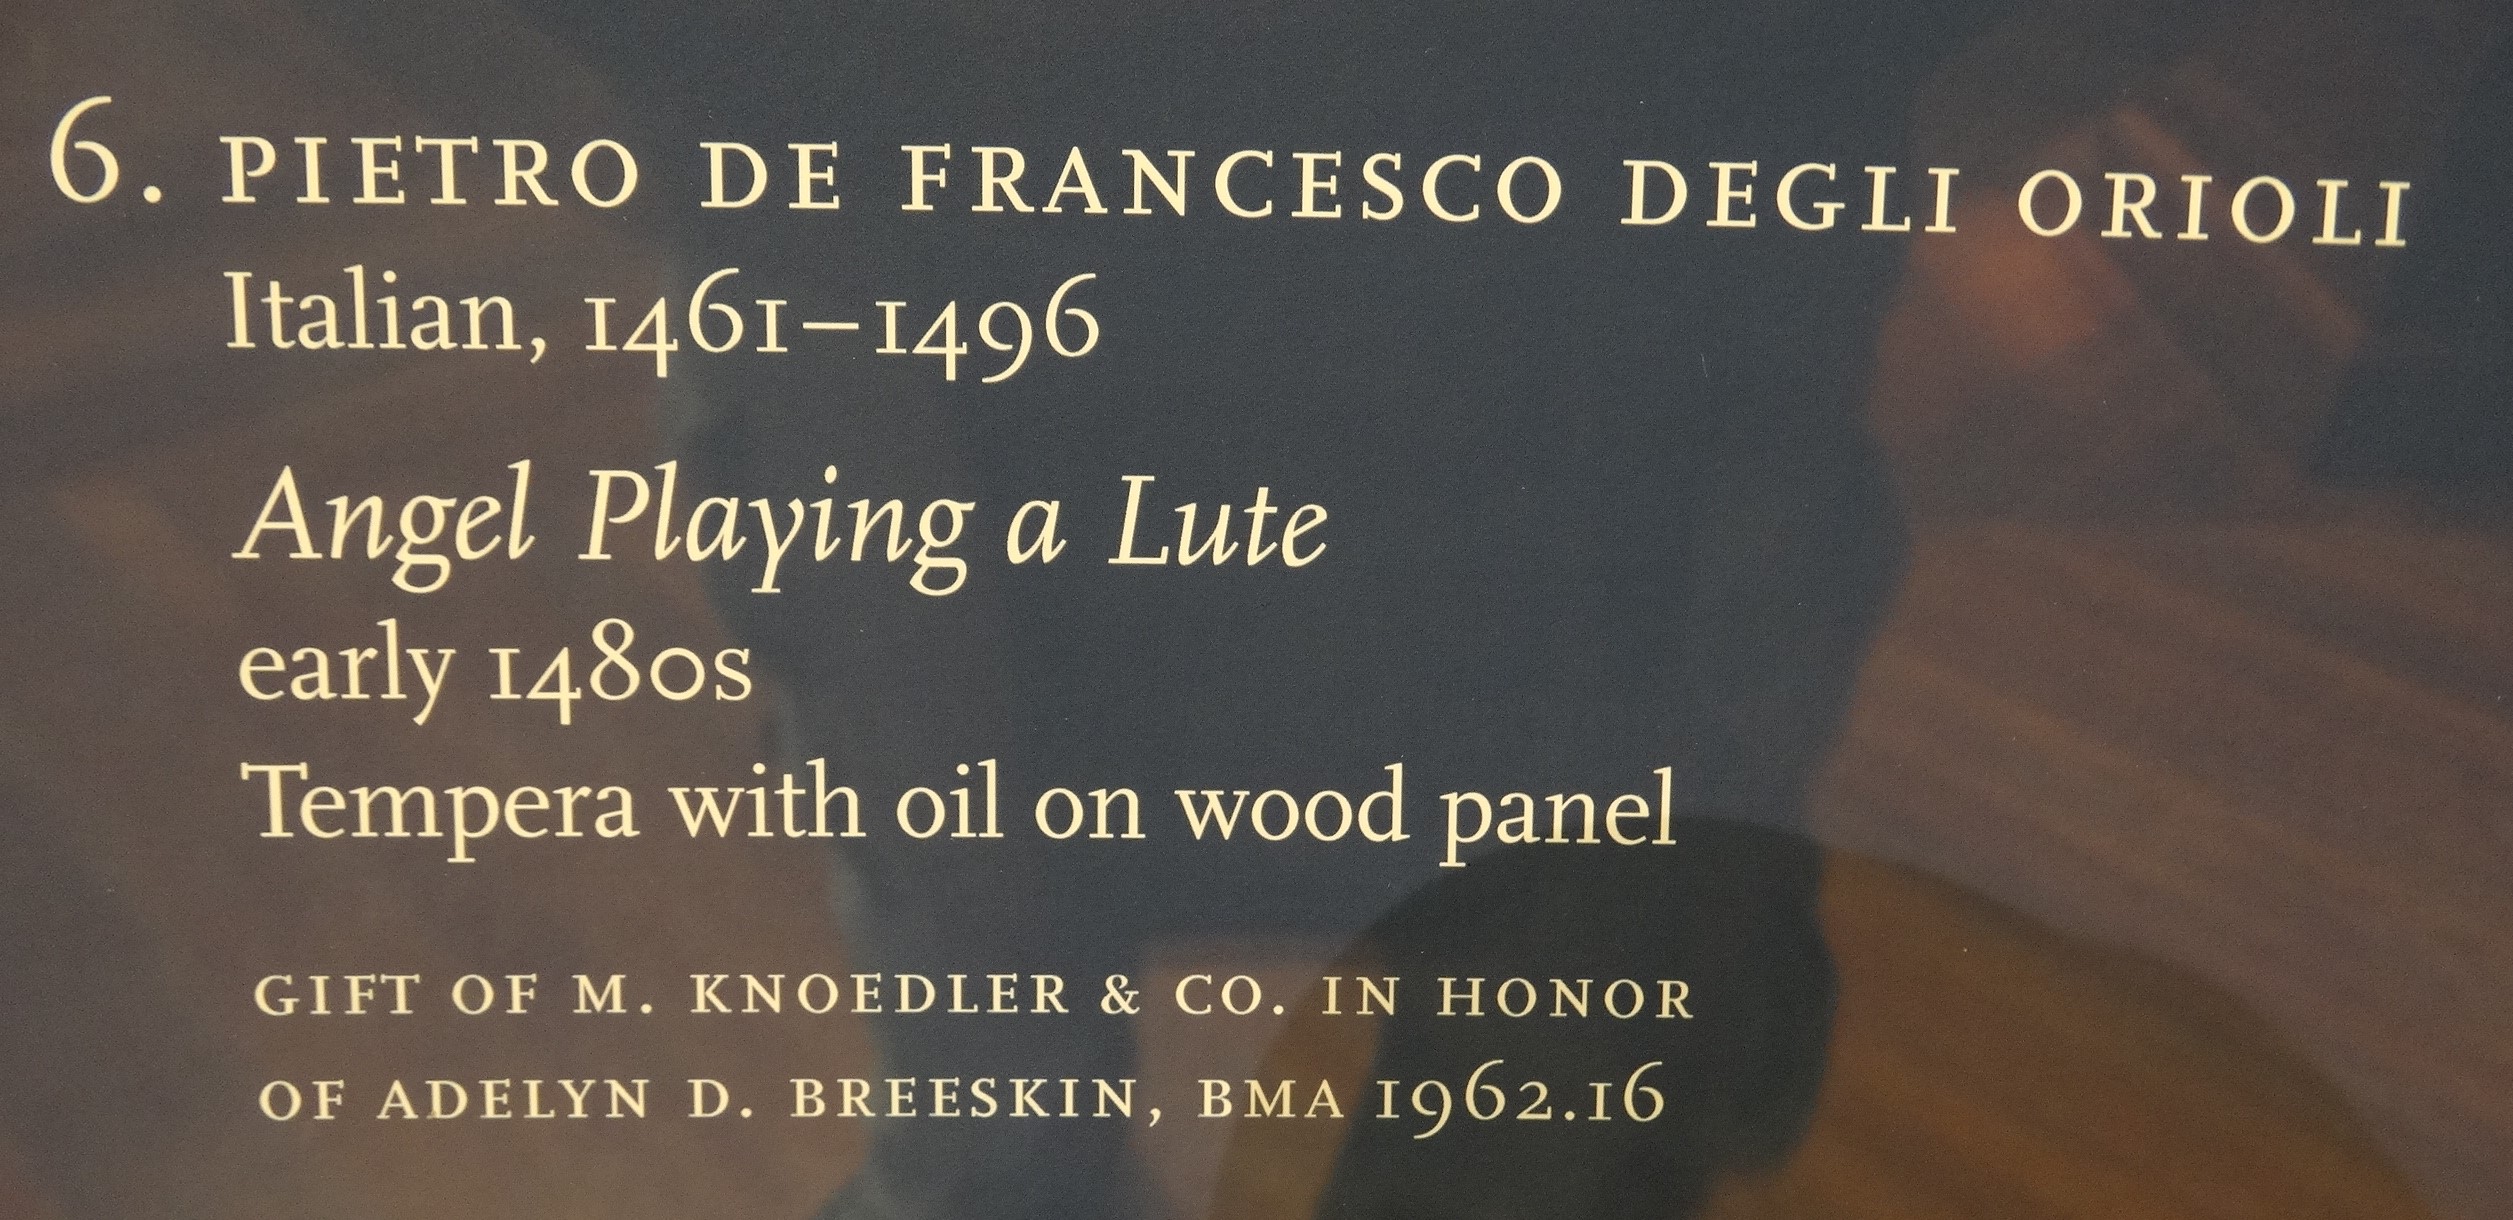 6. PIETRO DE FRANCESCO DEGLI ORIOLI
Italian, 1461–1496
Angel Playing a Lute
early 1480s
Tempera with oil on wood panel
GIFT OF M. KNOEDLER & CO. IN HONOR
OF ADELYN D. BREESKIN, BMA 1962.16